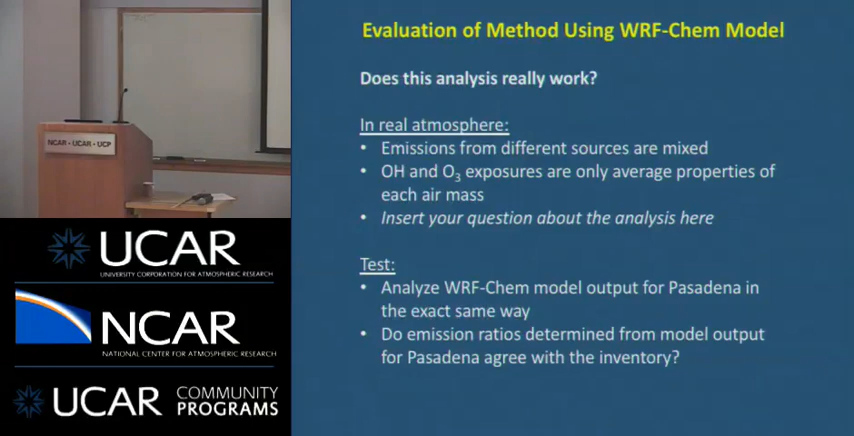 NCAR - UCAR - UCP
UCAR
UNIVERSITY CORPORATION FOR ATMOSPHERIC RESEARCH
NCAR
NATIONAL CENTER FOR ATMOSPHERIC RESEARCH
UCAR COMMUNITY
PROGRAMS
Evaluation of Method Using WRF-Chem Model
Does this analysis really work?
In real atmosphere:
• Emissions from different sources are mixed
• OH and O₃ exposures are only average properties of
each air mass
• Insert your question about the analysis here
Test:
• Analyze WRF-Chem model output for Pasadena in
the exact same way
• Do emission ratios determined from model output
for Pasadena agree with the inventory?